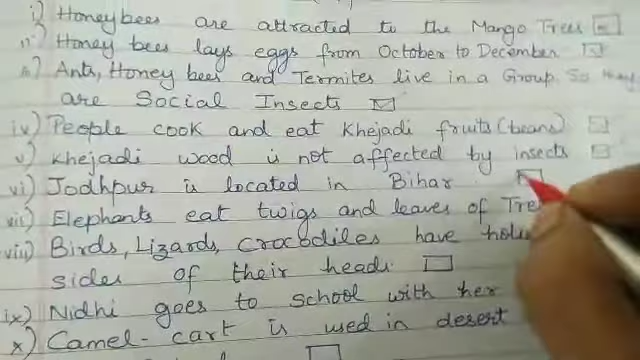 i) Honeybees are attracted to the Mango Trees
ii) Honey bees lays eggs from October to December
iii) Ants, Honey bees and Termites live in a Group. So they
are Social Insects
iv) People cook and eat Khejadi fruits (beans)
v) Khejadi wood is not affected by insects
vi) Jodhpur is located in Bihar
vii) Elephants eat twigs and leaves of
viii) Birds, Lizards, Crocodiles have
sides of their heads.
ix) Nidhi goes to school with her
x) Camel-cart is used in desert